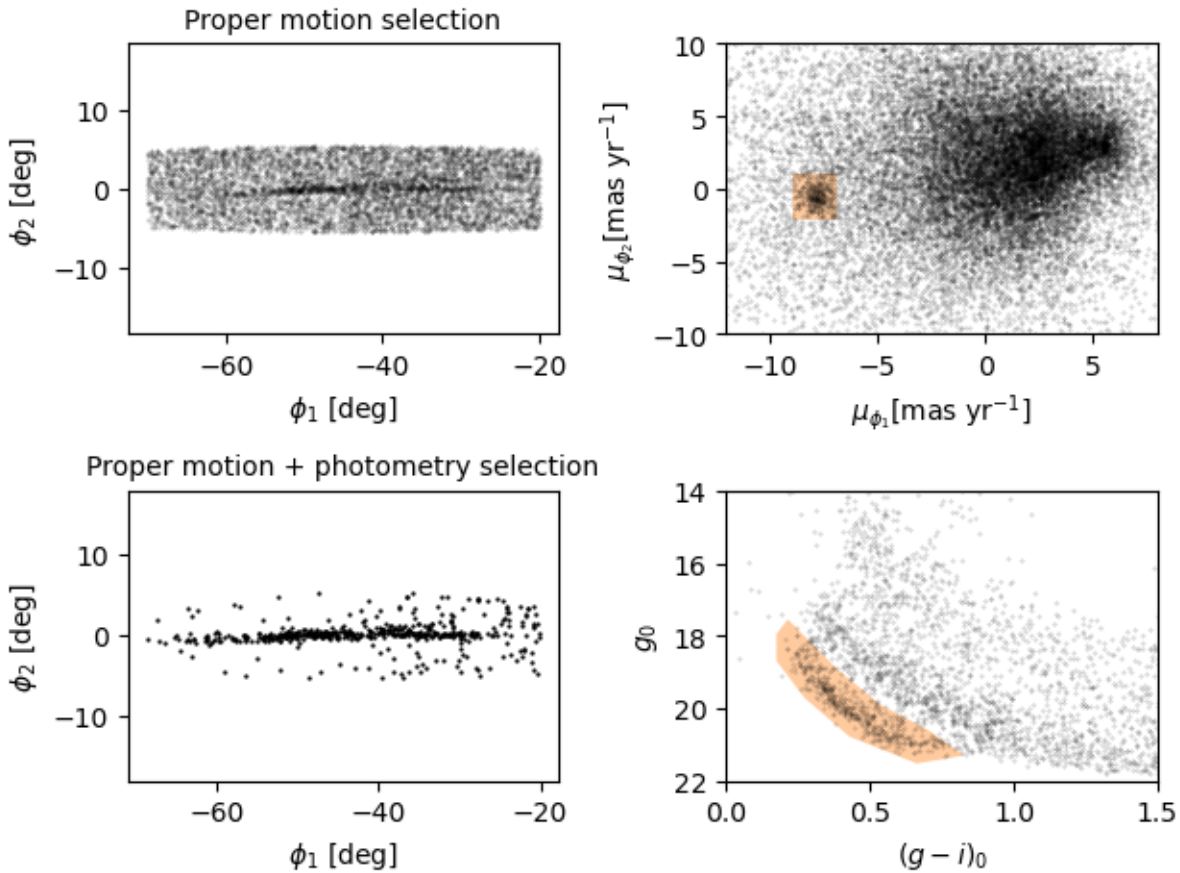 Proper motion selection
10
0
−10
ϕ2 [deg]
−60 −40 −20
ϕ1 [deg]
10
5
0
−5
−10
μϕ2[mas yr−1]
−10 −5 0 5
μϕ1[mas yr−1]
Proper motion + photometry selection
10
0
−10
ϕ2 [deg]
−60 −40 −20
ϕ1 [deg]
14
16
18
20
22
g0
0.0 0.5 1.0 1.5
(g − i)0